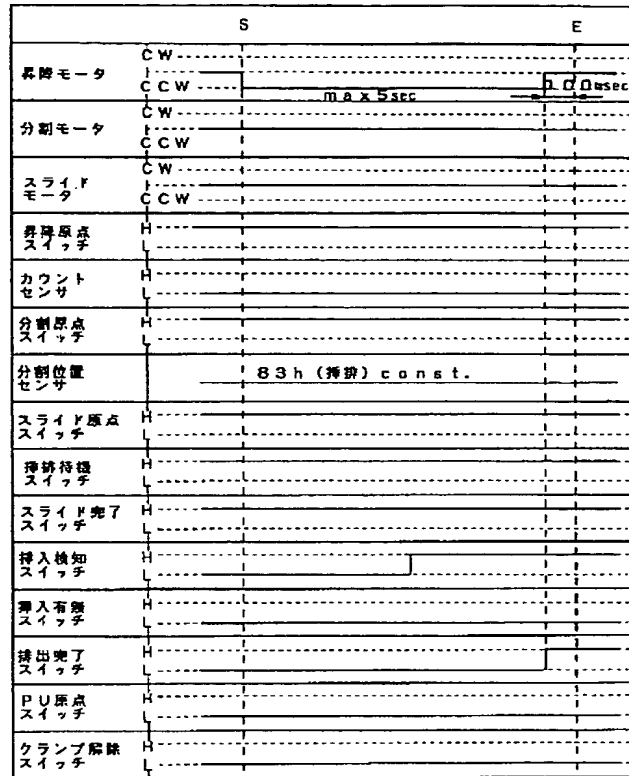 S E
昇降モータ
CW
CCW
max5sec
msec
分割モータ
CW
CCW
スライド
モータ
CW
CCW
昇降原点
スイッチ
H
L
カウント
センサ
H
L
分割原点
スイッチ
H
L
分割位置
センサ
83h (挿排) const.
スライド原点
スイッチ
H
L
挿排待機
スイッチ
H
L
スライド完了
スイッチ
H
L
挿入検知
スイッチ
H
L
挿入有無
スイッチ
H
L
排出完了
スイッチ
H
L
PU原点
スイッチ
H
L
クランプ解除
スイッチ
H
L